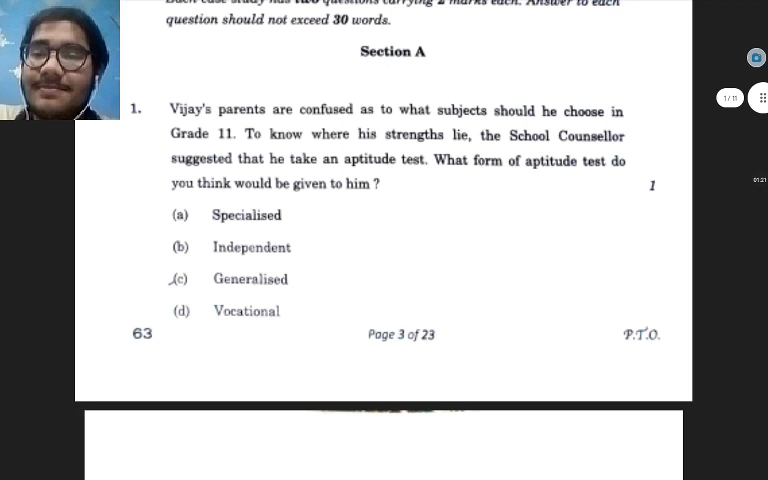 question should not exceed 30 words.
Section A
1. Vijay's parents are confused as to what subjects should he choose in
Grade 11. To know where his strengths lie, the School Counsellor
suggested that he take an aptitude test. What form of aptitude test do
you think would be given to him ? 1
(a) Specialised
(b) Independent
(c) Generalised
(d) Vocational
63 Page 3 of 23 P.T.O.
1 / 11
01:21